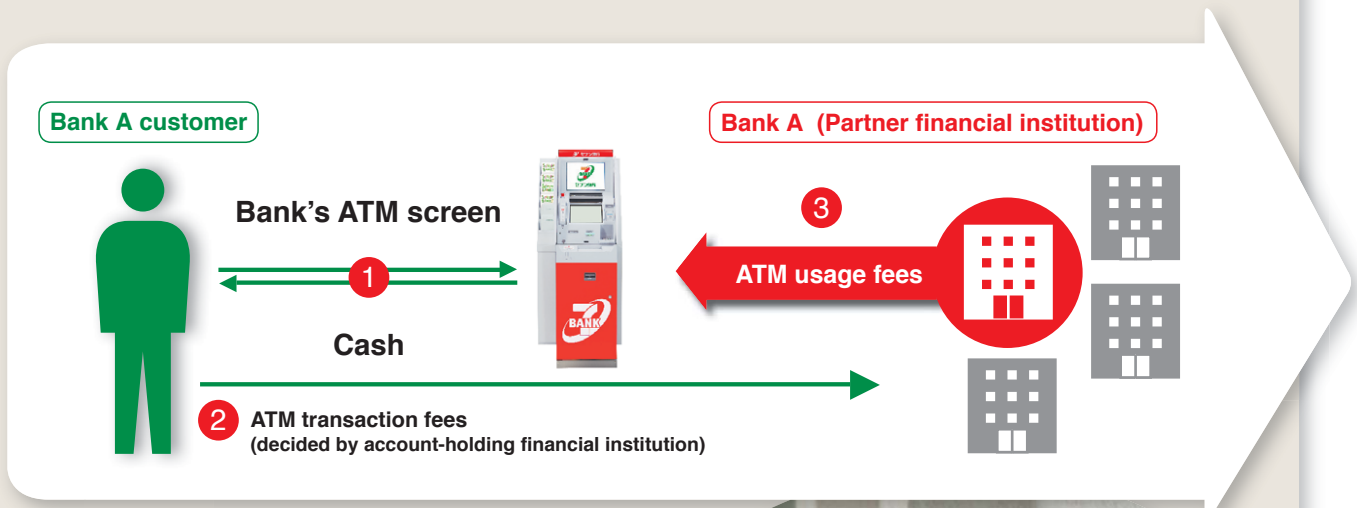 Bank A customer
Bank A (Partner financial institution)
Bank's ATM screen
3
ATM usage fees
1
BANK
Cash
2
ATM transaction fees
(decided by account-holding financial institution)